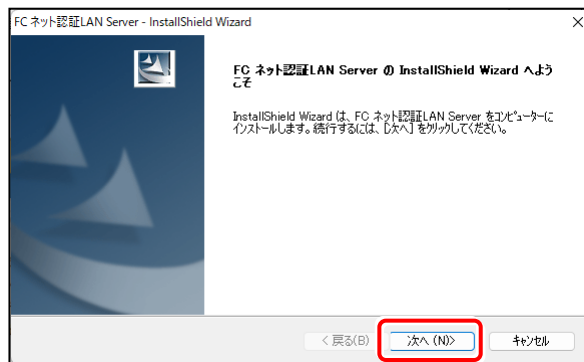 FC ネット認証LAN Server - InstallShield Wizard
FC ネット認証LAN Server の InstallShield Wizard へよう
こそ
InstallShield Wizard は、FC ネット認証LAN Server をコンピューターに
インストールします。続行するには、[次へ] をクリックしてください。
< 戻る(B)
次へ (N)>
キャンセル